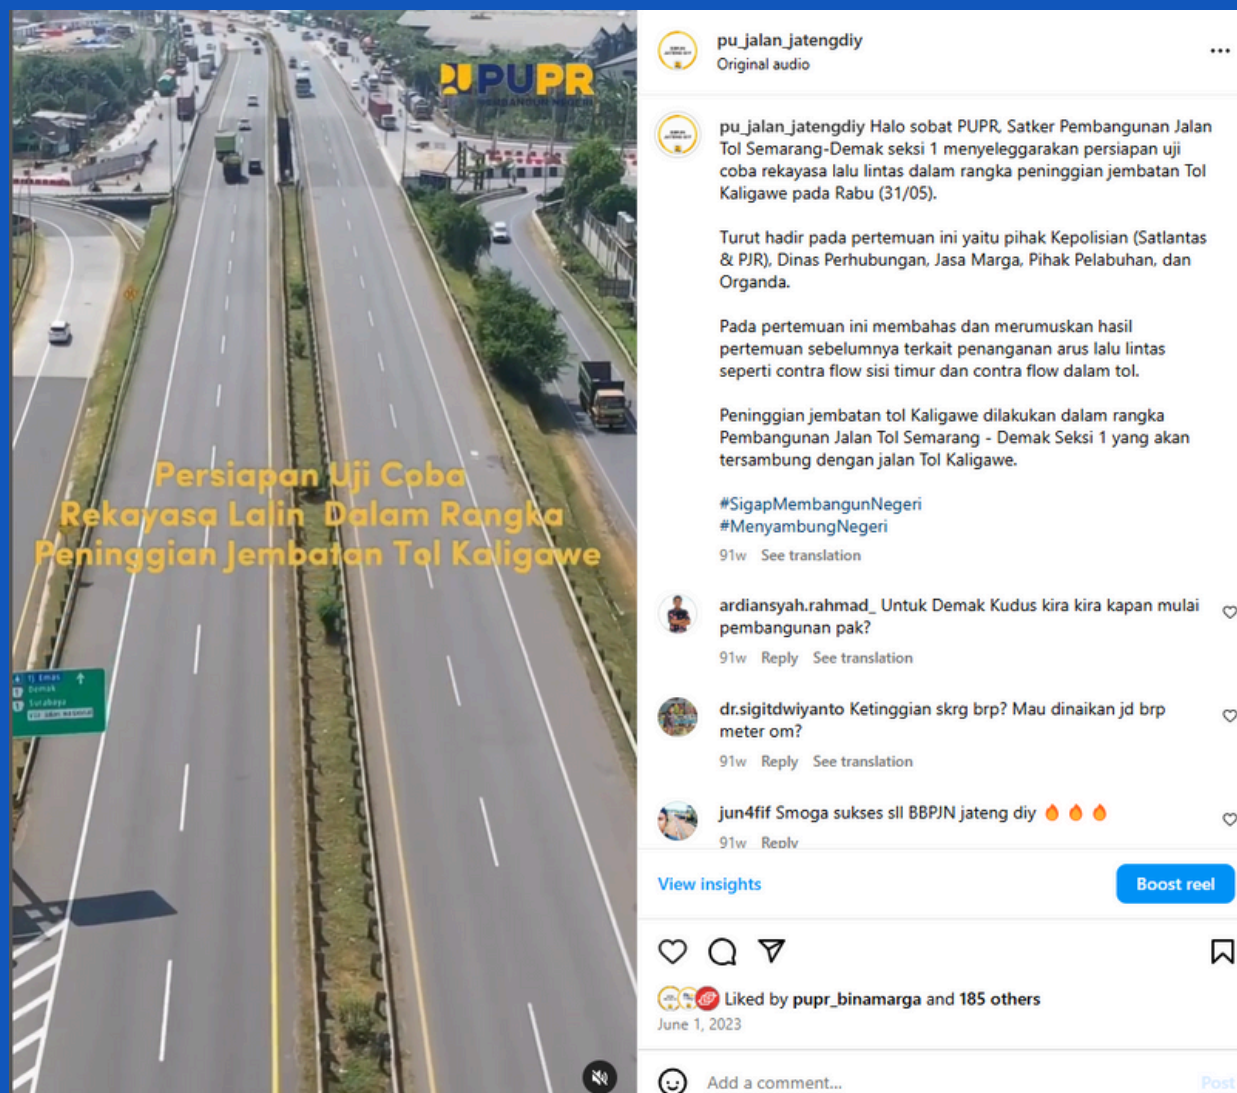 PUPR
pu_jalan_jatengdiy
Original audio
pu_jalan_jatengdiy Halo sobat PUPR, Satker Pembangunan Jalan
Tol Semarang-Demak seksi 1 menyeleggarakan persiapan uji
coba rekayasa lalu lintas dalam rangka peninggian jembatan Tol
Kaligawe pada Rabu (31/05).
Turut hadir pada pertemuan ini yaitu pihak Kepolisian (Satlantas
& PJR), Dinas Perhubungan, Jasa Marga, Pihak Pelabuhan, dan
Organda.
Pada pertemuan ini membahas dan merumuskan hasil
pertemuan sebelumnya terkait penanganan arus lalu lintas
seperti contra flow sisi timur dan contra flow dalam tol.
Peninggian jembatan tol Kaligawe dilakukan dalam rangka
Pembangunan Jalan Tol Semarang - Demak Seksi 1 yang akan
tersambung dengan jalan Tol Kaligawe.
#SigapMembangunNegeri
#MenyambungNegeri
91w See translation
Persiapan Uji Coba
Rekayasa Lalin Dalam Rangka
Peninggian Jembatan Tol Kaligawe
Tj Emas
Demak
Surabaya
ardiansyah.rahmad_ Untuk Demak Kudus kira kira kapan mulai
pembangunan pak?
91w Reply See translation
dr.sigitdwiyanto Ketinggian skrg brp? Mau dinaikan jd brp
meter om?
91w Reply See translation
jun4fif Smoga sukses sll BBPJN jateng diy 🔥 🔥 🔥
91w Reply
View insights
Boost reel
Liked by pupr_binamarga and 185 others
June 1, 2023
Add a comment...
Post